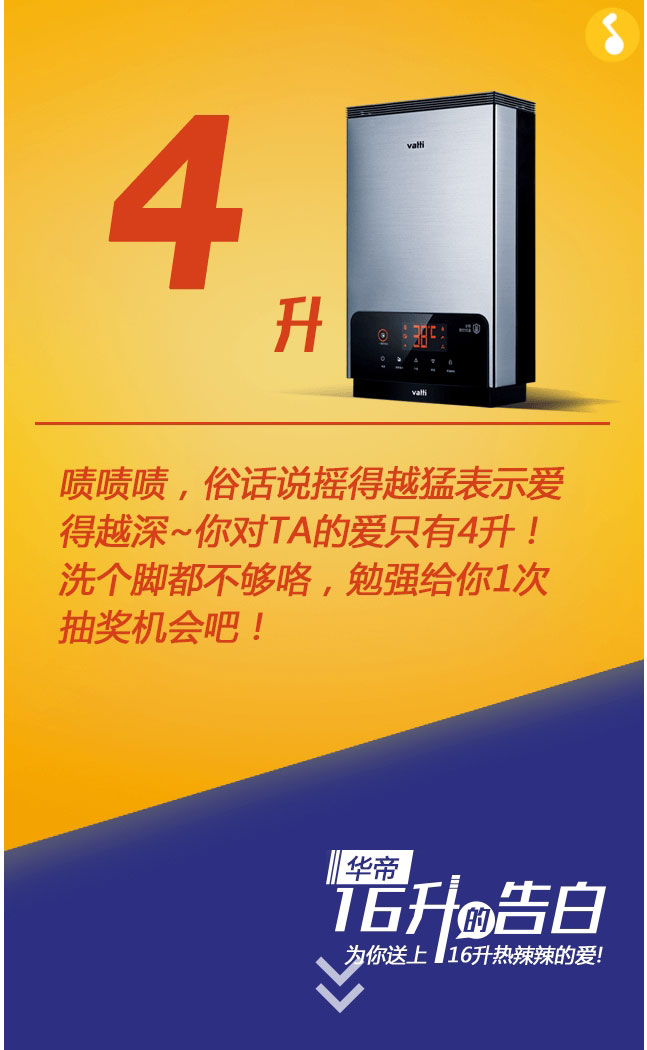 4
升
vatti
38℃
vatti
啧啧啧，俗话说摇得越猛表示爱
得越深~你对TA的爱只有4升！
洗个脚都不够咯，勉强给你1次
抽奖机会吧！
华帝
16升的告白
为你送上 16升热辣辣的爱!